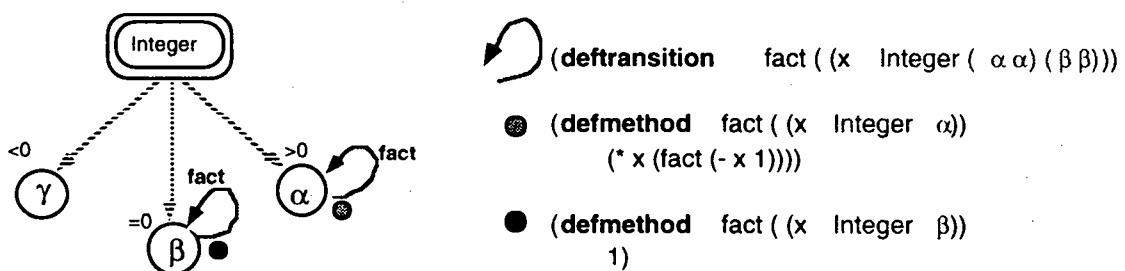 Integer
<0
γ
=0
β
fact
>0
α
fact
(deftransition fact ( (x Integer ( α α) ( β β)))
(defmethod fact ( (x Integer α))
(* x (fact (- x 1))))
(defmethod fact ( (x Integer β))
1)